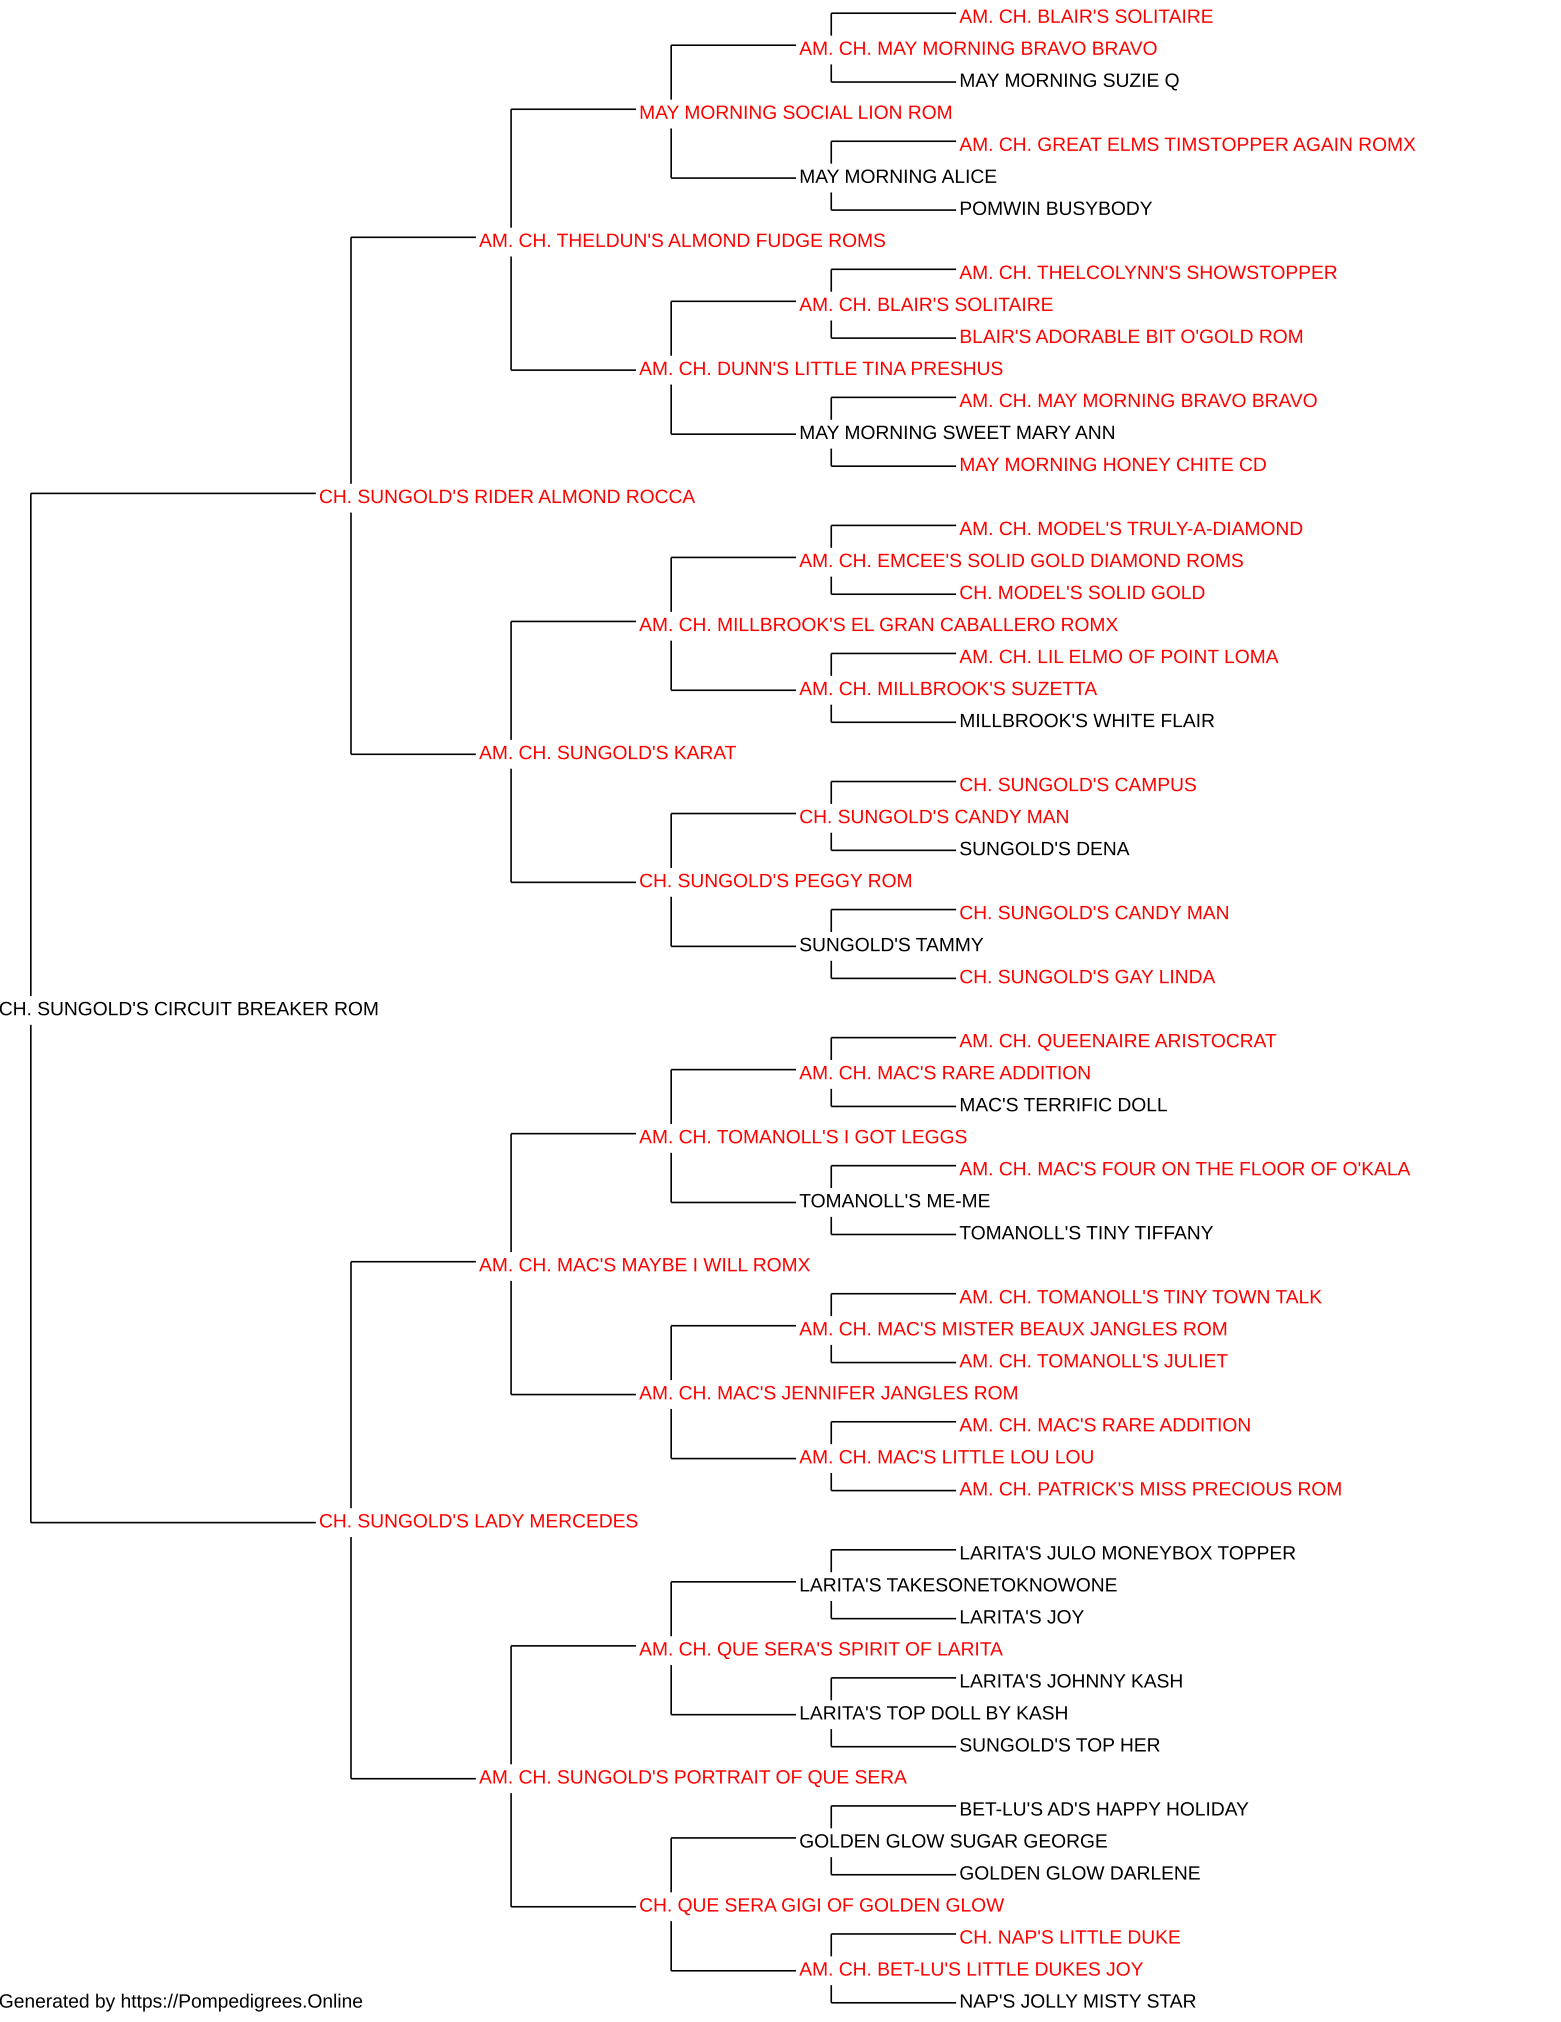 AM. CH. BLAIR'S SOLITAIRE
AM. CH. MAY MORNING BRAVO BRAVO
MAY MORNING SUZIE Q
MAY MORNING SOCIAL LION ROM
AM. CH. GREAT ELMS TIMSTOPPER AGAIN ROMX
MAY MORNING ALICE
POMWIN BUSYBODY
AM. CH. THELDUN'S ALMOND FUDGE ROMS
AM. CH. THELCOLYNN'S SHOWSTOPPER
AM. CH. BLAIR'S SOLITAIRE
BLAIR'S ADORABLE BIT O'GOLD ROM
AM. CH. DUNN'S LITTLE TINA PRESHUS
AM. CH. MAY MORNING BRAVO BRAVO
MAY MORNING SWEET MARY ANN
MAY MORNING HONEY CHITE CD
CH. SUNGOLD'S RIDER ALMOND ROCCA
AM. CH. MODEL'S TRULY-A-DIAMOND
AM. CH. EMCEE'S SOLID GOLD DIAMOND ROMS
CH. MODEL'S SOLID GOLD
AM. CH. MILLBROOK'S EL GRAN CABALLERO ROMX
AM. CH. LIL ELMO OF POINT LOMA
AM. CH. MILLBROOK'S SUZETTA
MILLBROOK'S WHITE FLAIR
AM. CH. SUNGOLD'S KARAT
CH. SUNGOLD'S CAMPUS
CH. SUNGOLD'S CANDY MAN
SUNGOLD'S DENA
CH. SUNGOLD'S PEGGY ROM
CH. SUNGOLD'S CANDY MAN
SUNGOLD'S TAMMY
CH. SUNGOLD'S GAY LINDA
CH. SUNGOLD'S CIRCUIT BREAKER ROM
AM. CH. QUEENAIRE ARISTOCRAT
AM. CH. MAC'S RARE ADDITION
MAC'S TERRIFIC DOLL
AM. CH. TOMANOLL'S I GOT LEGGS
AM. CH. MAC'S FOUR ON THE FLOOR OF O'KALA
TOMANOLL'S ME-ME
TOMANOLL'S TINY TIFFANY
AM. CH. MAC'S MAYBE I WILL ROMX
AM. CH. TOMANOLL'S TINY TOWN TALK
AM. CH. MAC'S MISTER BEAUX JANGLES ROM
AM. CH. TOMANOLL'S JULIET
AM. CH. MAC'S JENNIFER JANGLES ROM
AM. CH. MAC'S RARE ADDITION
AM. CH. MAC'S LITTLE LOU LOU
AM. CH. PATRICK'S MISS PRECIOUS ROM
CH. SUNGOLD'S LADY MERCEDES
LARITA'S JULO MONEYBOX TOPPER
LARITA'S TAKESONETOKNOWONE
LARITA'S JOY
AM. CH. QUE SERA'S SPIRIT OF LARITA
LARITA'S JOHNNY KASH
LARITA'S TOP DOLL BY KASH
SUNGOLD'S TOP HER
AM. CH. SUNGOLD'S PORTRAIT OF QUE SERA
BET-LU'S AD'S HAPPY HOLIDAY
GOLDEN GLOW SUGAR GEORGE
GOLDEN GLOW DARLENE
CH. QUE SERA GIGI OF GOLDEN GLOW
CH. NAP'S LITTLE DUKE
AM. CH. BET-LU'S LITTLE DUKES JOY
NAP'S JOLLY MISTY STAR
Generated by https://Pompedigrees.Online